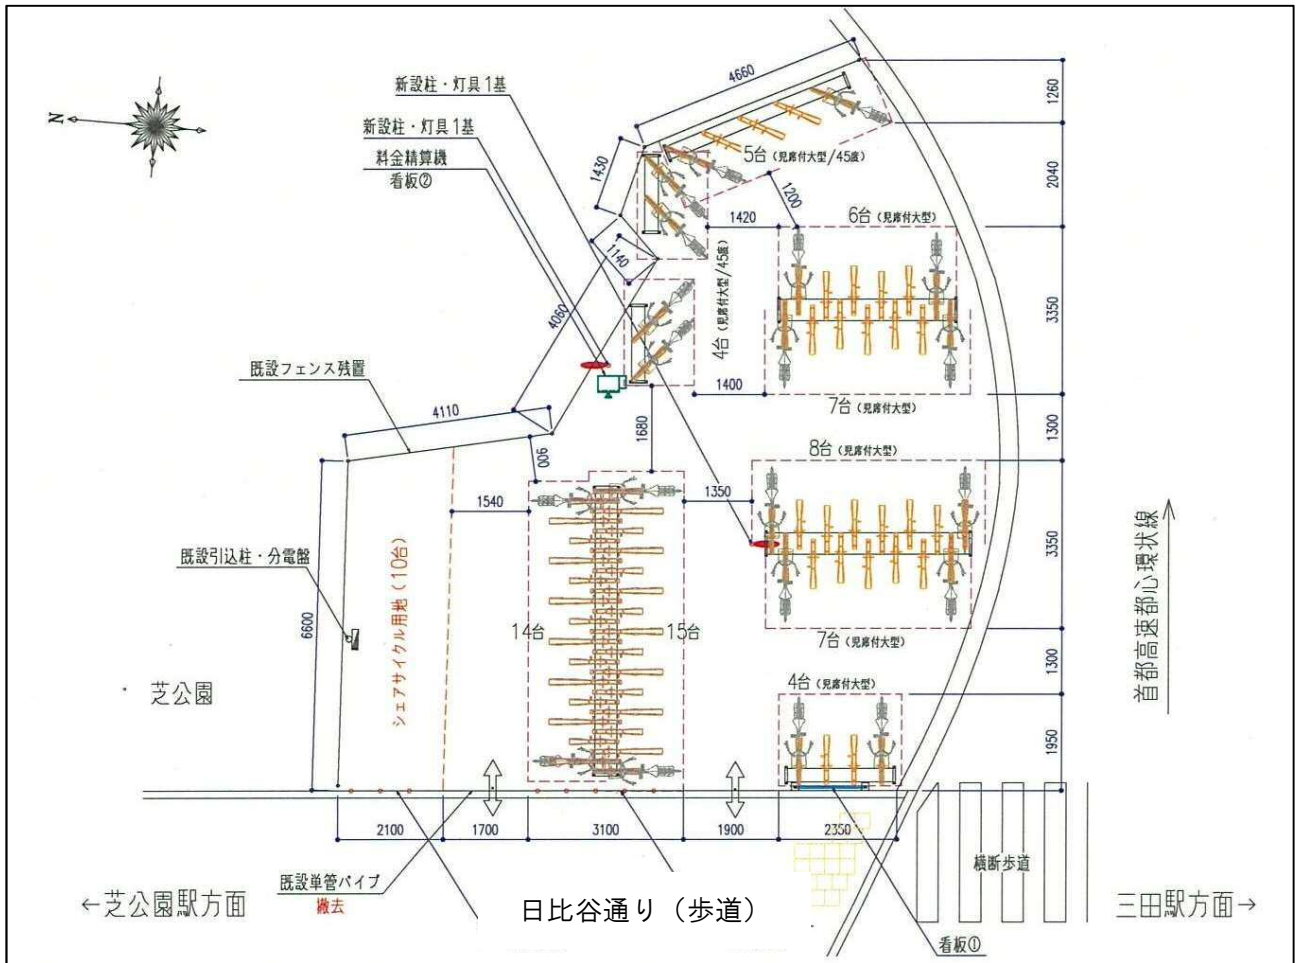 N
新設柱・灯具1基
新設柱・灯具1基
料金精算機
看板②
4660
1260
5台(児席付大型/45度)
1430
2040
1200
1420
6台(児席付大型)
1140
4台(児席付大型/45度)
4060
3350
既設フェンス残置
1400
7台(児席付大型)
4110
1680
1300
900
8台(児席付大型)
1540
1350
既設引込柱・分電盤
シェアサイクル用地(10台)
6600
14台
15台
3350
首都高速都心環状線
7台(児席付大型)
1300
芝公園
4台(児席付大型)
1950
2100
1700
3100
1900
2350
横断歩道
既設単管パイプ
撤去
←芝公園駅方面
日比谷通り(歩道)
三田駅方面→
看板①